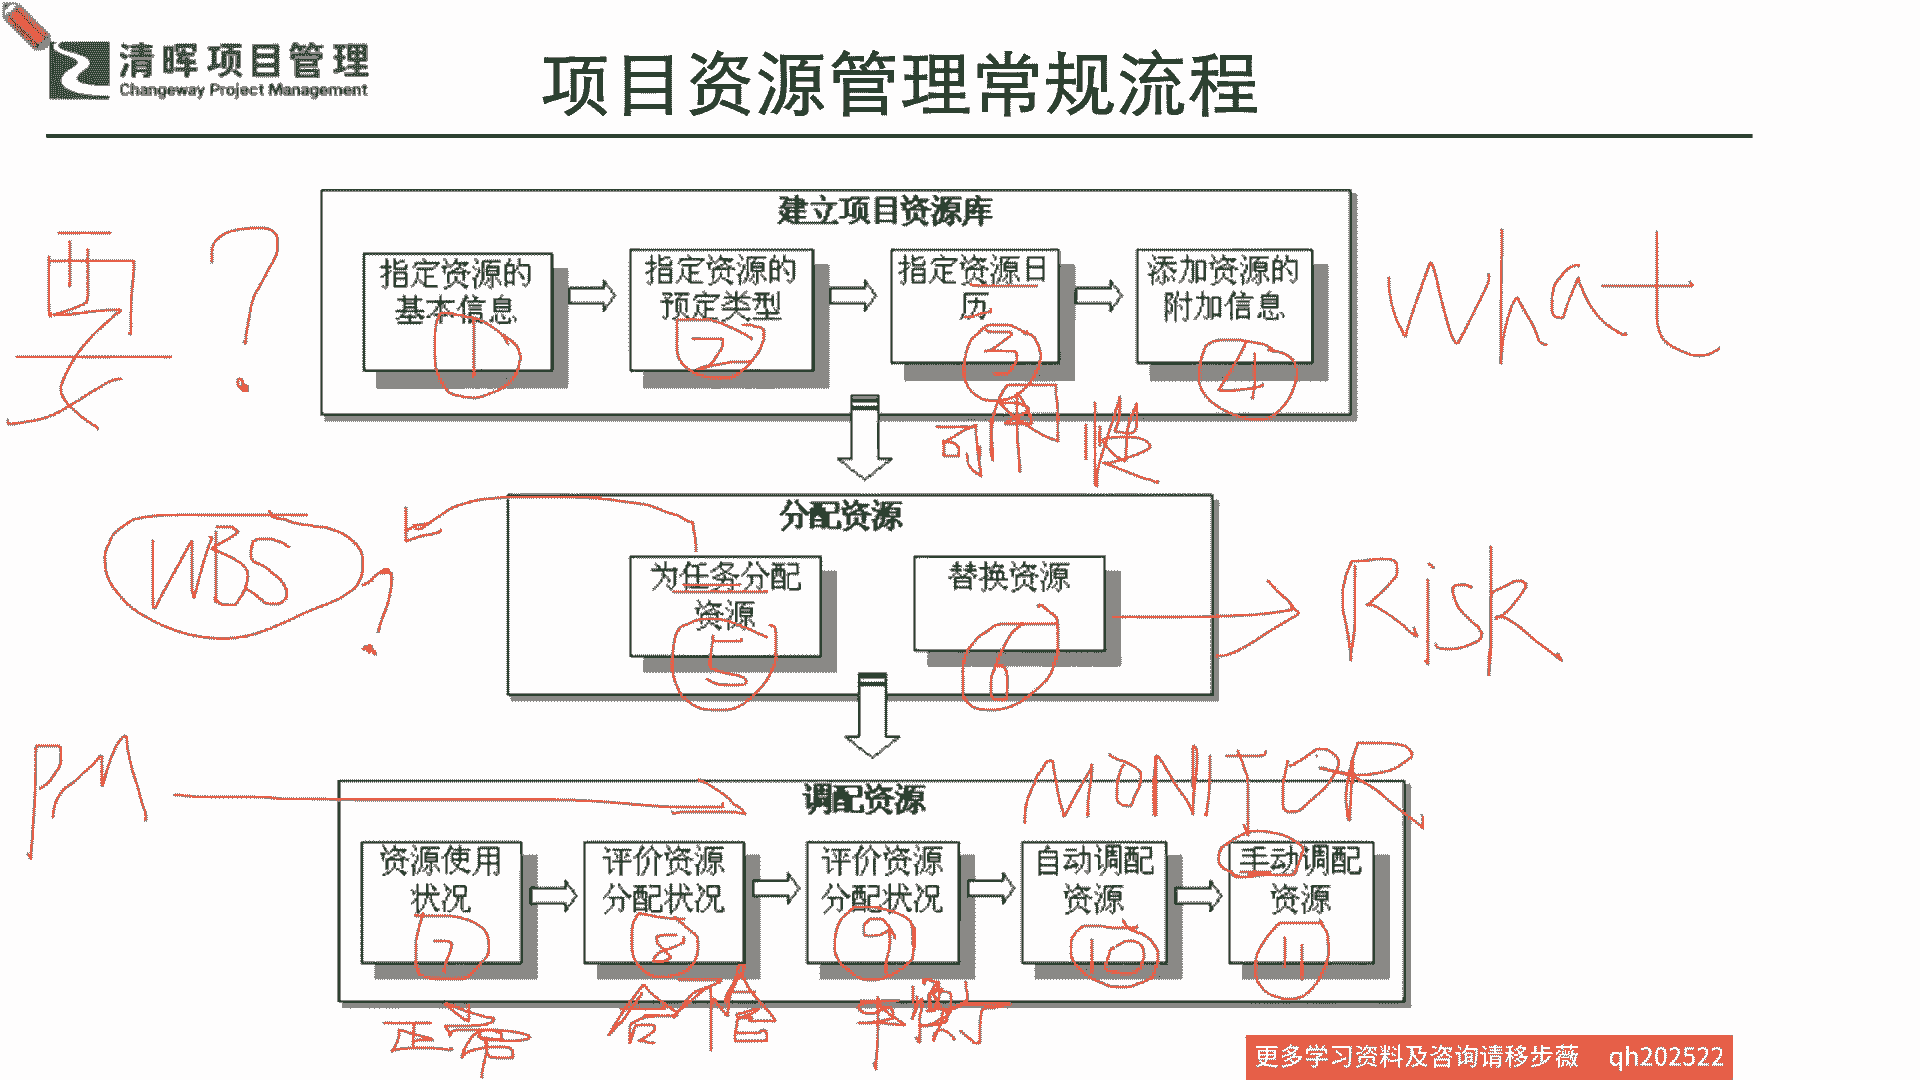 清晖项目管理
Changeway Project Management
项目资源管理常规流程
建立项目资源库
指定资源的
基本信息
指定资源的
预定类型
指定资源日
历
添加资源的
附加信息
要?
what
1
2
3
4
可用性
分配资源
为任务分配
资源
替换资源
WBS?
5
6
Risk
PM
MONITOR
调配资源
资源使用
状况
评价资源
分配状况
评价资源
分配状况
自动调配
资源
手动调配
资源
7
8
9
10
11
正常
合不合
平衡
更多学习资料及咨询请移步薇 qh202522